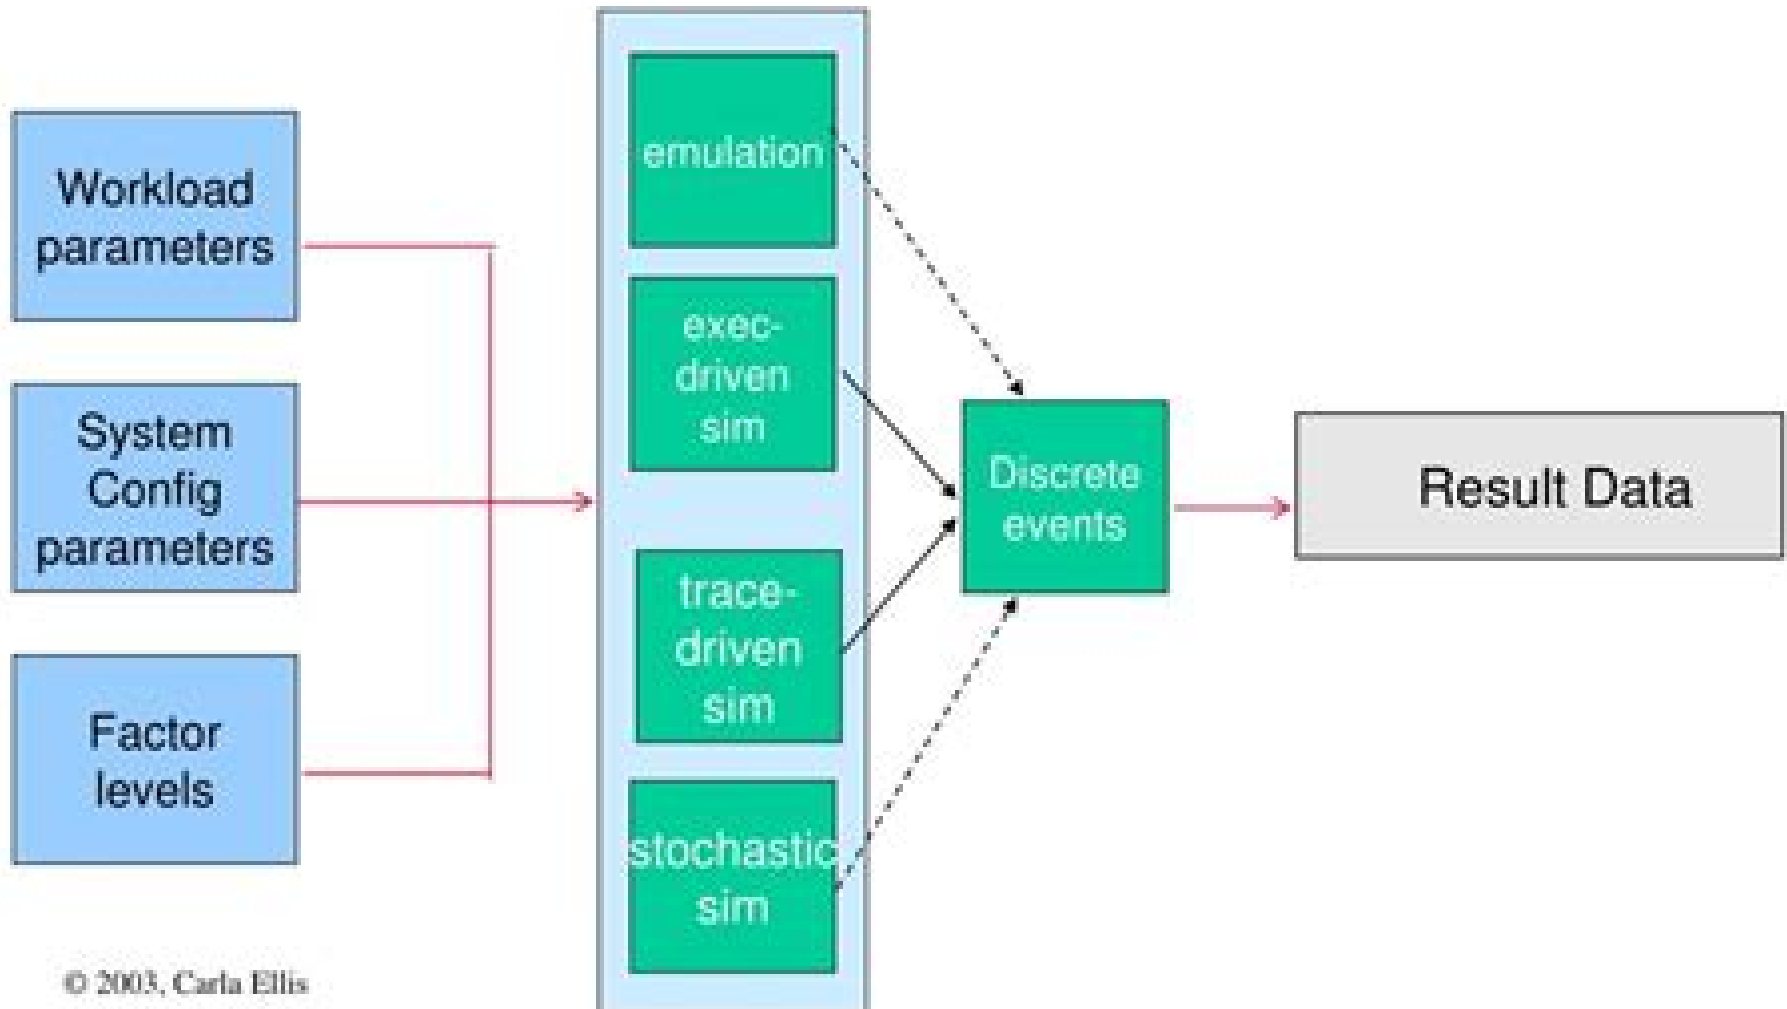 Workload
parameters
System
Config
parameters
Factor
levels
emulation
exec-
driven
sim
trace-
driven
sim
stochastic
sim
Discrete
events
Result Data
© 2003, Carla Ellis